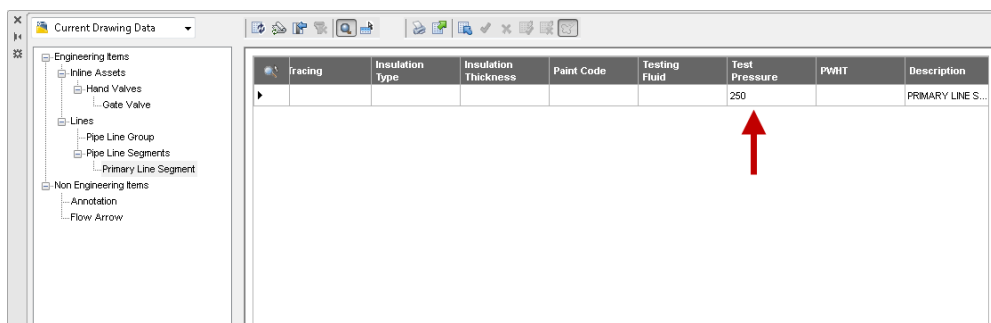 Current Drawing Data
Engineering Items
Inline Assets
Hand Valves
Gate Valve
Lines
Pipe Line Group
Pipe Line Segments
Primary Line Segment
Non Engineering Items
Annotation
Flow Arrow
Tracing
Insulation Type
Insulation Thickness
Paint Code
Testing Fluid
Test Pressure
PWHT
Description
250
PRIMARY LINE S...